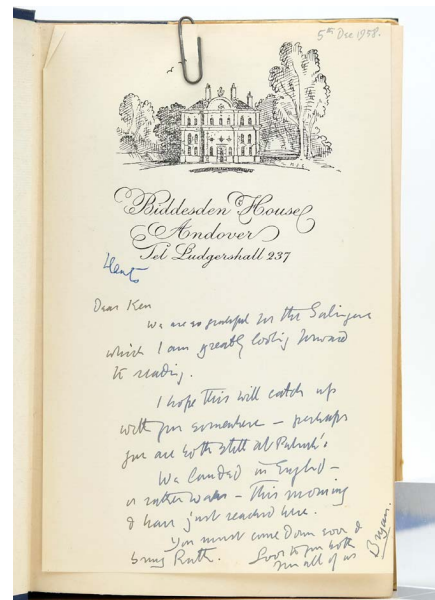 5th Dec 1958.
Biddesden House
Andover
Tel Ludgershall 237
Hants
Dear Ken
We are so grateful for the Salinger
which I am greatly looking forward
to reading.
I hope this will catch up
with you somewhere – perhaps
you are both still at Patrick's
We landed in England –
or rather Wales – this morning
& have just reached here.
You must come down soon &
bring Ruth. Love to you both
from all of us
Bryan.